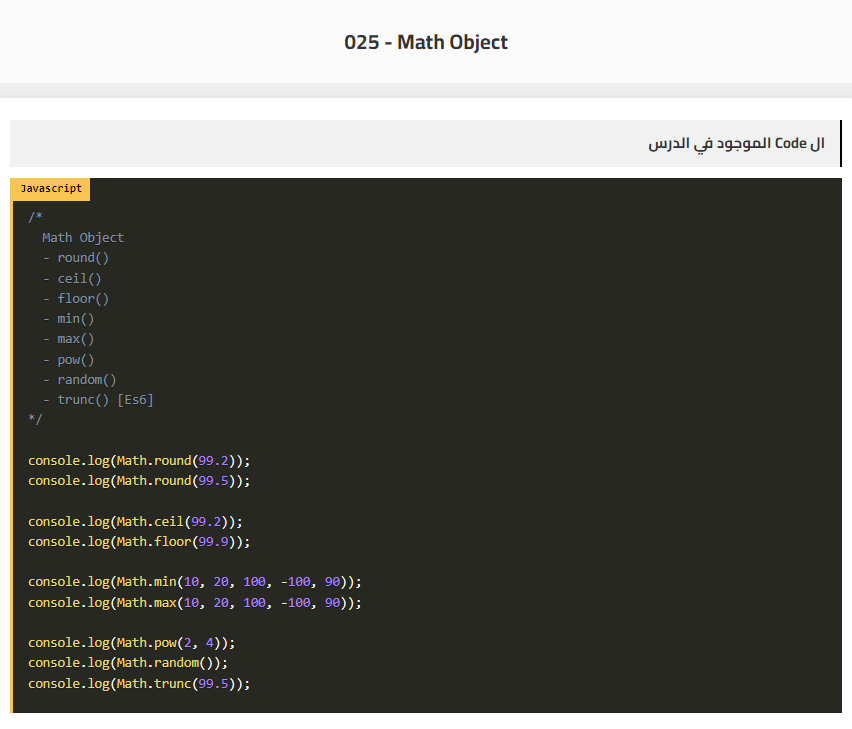 025 - Math Object
ال Code الموجود في الدرس
Javascript
/*
  Math Object
  - round()
  - ceil()
  - floor()
  - min()
  - max()
  - pow()
  - random()
  - trunc() [Es6]
*/
console.log(Math.round(99.2));
console.log(Math.round(99.5));
console.log(Math.ceil(99.2));
console.log(Math.floor(99.9));
console.log(Math.min(10, 20, 100, -100, 90));
console.log(Math.max(10, 20, 100, -100, 90));
console.log(Math.pow(2, 4));
console.log(Math.random());
console.log(Math.trunc(99.5));